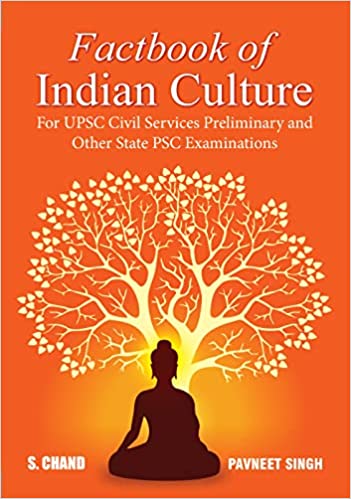 Factbook of
Indian Culture
For UPSC Civil Services Preliminary and
Other State PSC Examinations
S. CHAND
PAVNEET SINGH